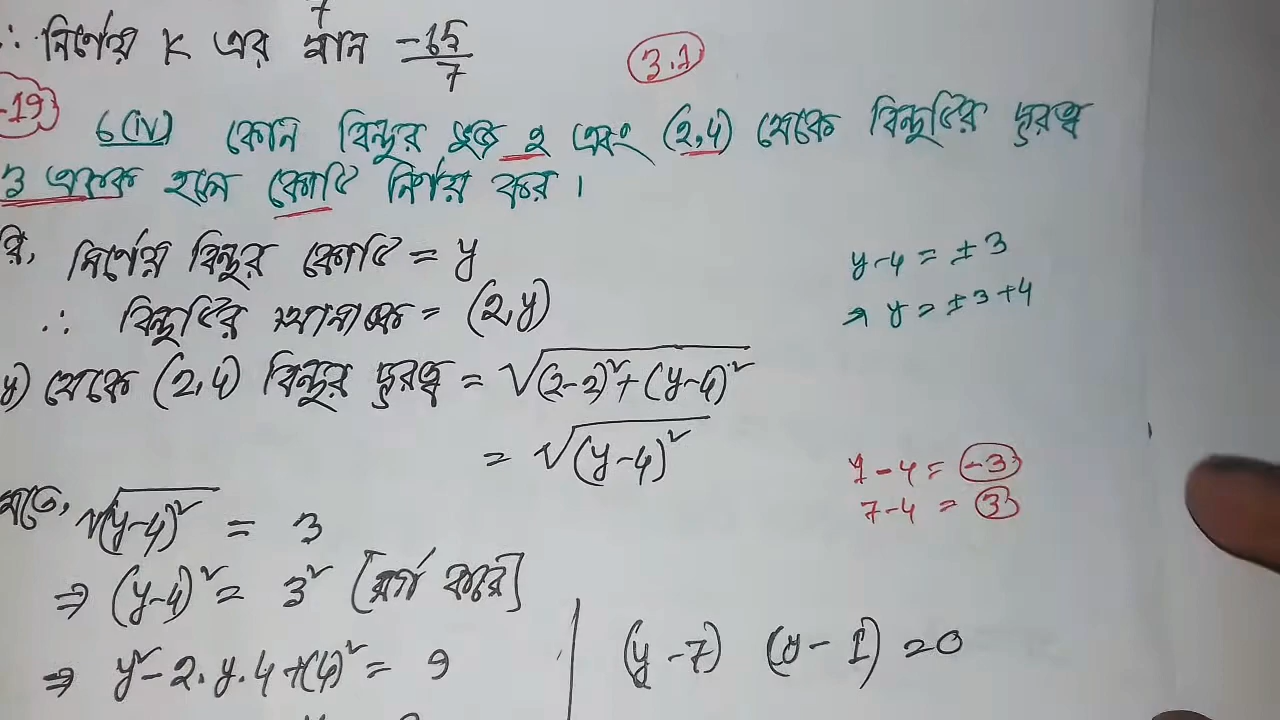 7
∴ নির্ণেয় K এর মান -15/7
3.1
-19
6(iv) কোন বিন্দুর ভুজ 2 এবং (2,4) থেকে বিন্দুটির দুরত্ব
3 একক হলে কোটি নির্ণয় কর।
রি, নির্ণেয় বিন্দুর কোটি = y
∴ বিন্দুটির স্থানাঙ্ক = (2,y)
y-4 = ±3
⇒ y = ±3+4
y) থেকে (2,4) বিন্দুর দুরত্ব = √(2-2)²+(y-4)²
= √(y-4)²
1-4 = -3
7-4 = 3
মতে, √(y-4)² = 3
⇒ (y-4)² = 3² [বর্গ করে]
⇒ y²-2.y.4+(4)² = 9
(y-7) (y-1) = 0